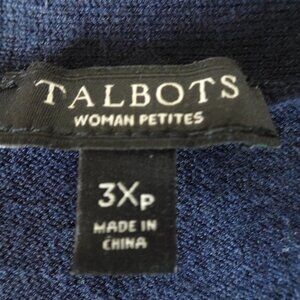 TALBOTS
WOMAN PETITES
3XP
MADE IN
CHINA